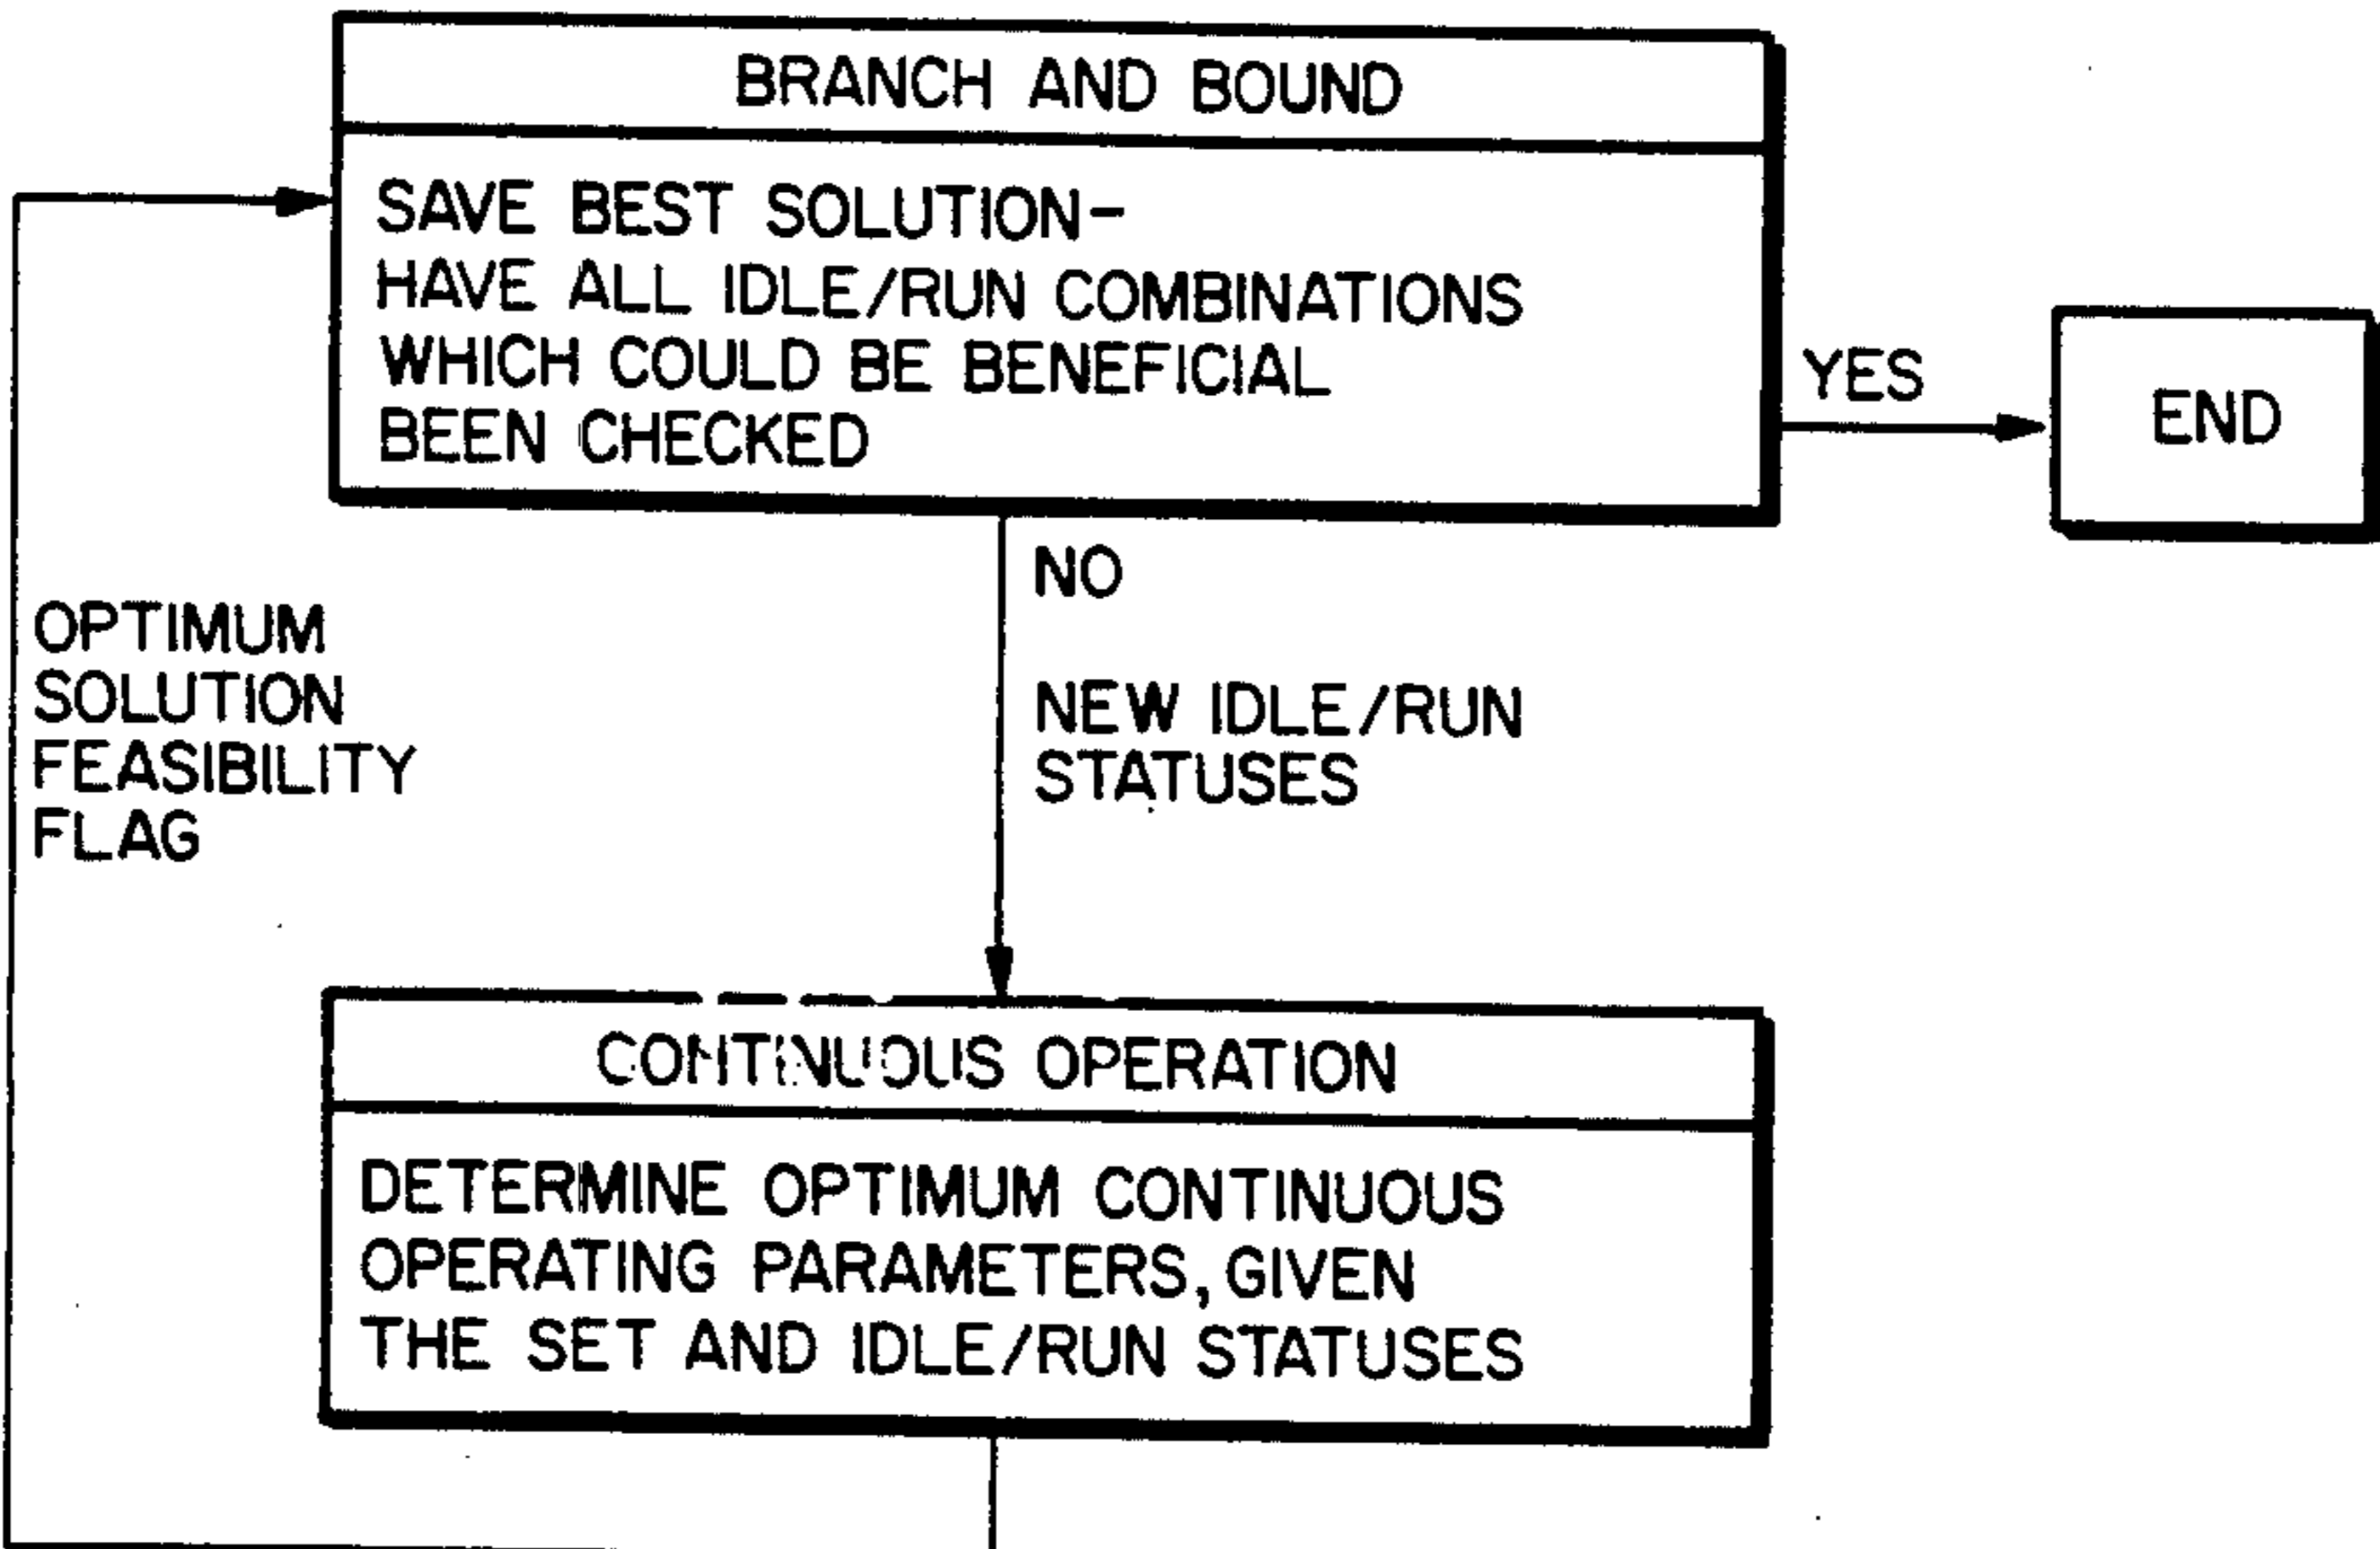 BRANCH AND BOUND
SAVE BEST SOLUTION-
HAVE ALL IDLE/RUN COMBINATIONS
WHICH COULD BE BENEFICIAL
BEEN CHECKED
YES
END
NO
OPTIMUM
SOLUTION
FEASIBILITY
FLAG
NEW IDLE/RUN
STATUSES
CONTINUOUS OPERATION
DETERMINE OPTIMUM CONTINUOUS
OPERATING PARAMETERS, GIVEN
THE SET AND IDLE/RUN STATUSES